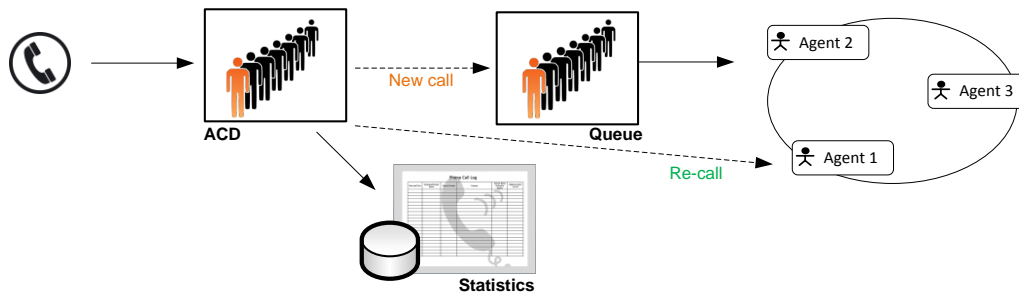 Agent 2
New call
Agent 3
ACD
Queue
Agent 1
Re-call
Phone Call Log
Statistics